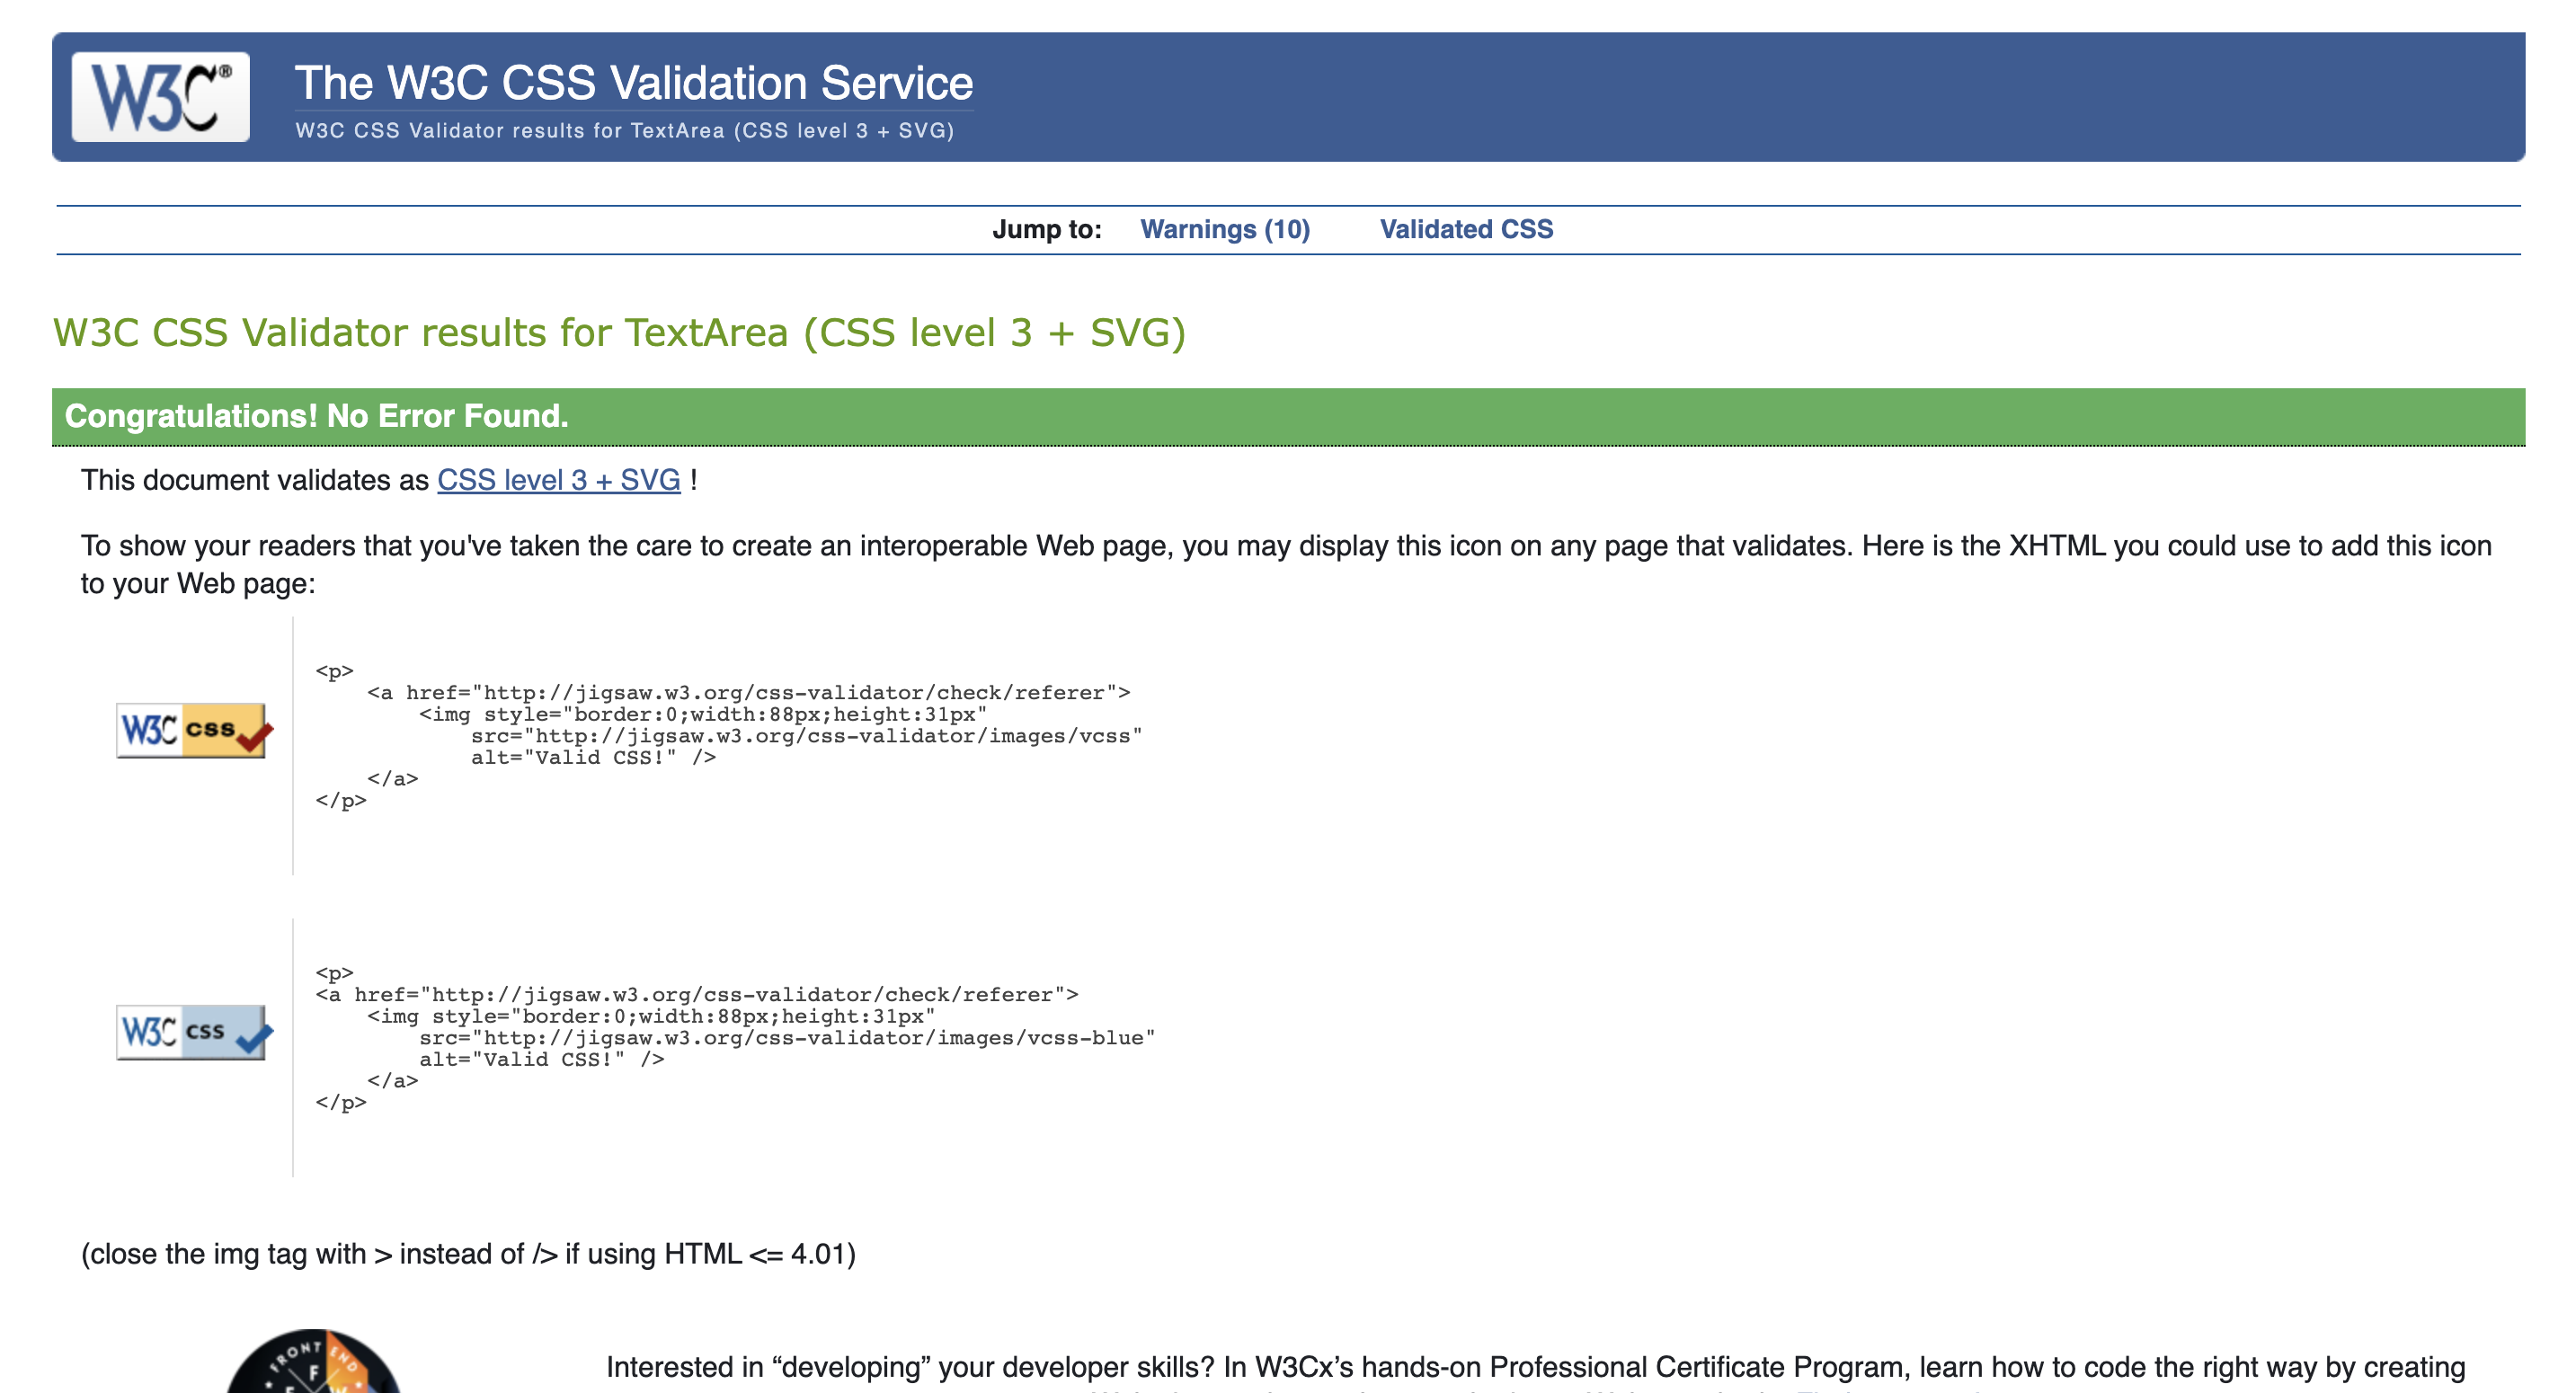 W3C®
The W3C CSS Validation Service
W3C CSS Validator results for TextArea (CSS level 3 + SVG)
Jump to: Warnings (10) Validated CSS
W3C CSS Validator results for TextArea (CSS level 3 + SVG)
Congratulations! No Error Found.
This document validates as CSS level 3 + SVG !
To show your readers that you've taken the care to create an interoperable Web page, you may display this icon on any page that validates. Here is the XHTML you could use to add this icon
to your Web page:
W3C css
<p>
    <a href="http://jigsaw.w3.org/css-validator/check/referer">
        <img style="border:0;width:88px;height:31px"
            src="http://jigsaw.w3.org/css-validator/images/vcss"
            alt="Valid CSS!" />
    </a>
</p>
W3C css
<p>
<a href="http://jigsaw.w3.org/css-validator/check/referer">
    <img style="border:0;width:88px;height:31px"
        src="http://jigsaw.w3.org/css-validator/images/vcss-blue"
        alt="Valid CSS!" />
    </a>
</p>
(close the img tag with > instead of /> if using HTML <= 4.01)
FRONT END
F
Interested in “developing” your developer skills? In W3Cx’s hands-on Professional Certificate Program, learn how to code the right way by creating